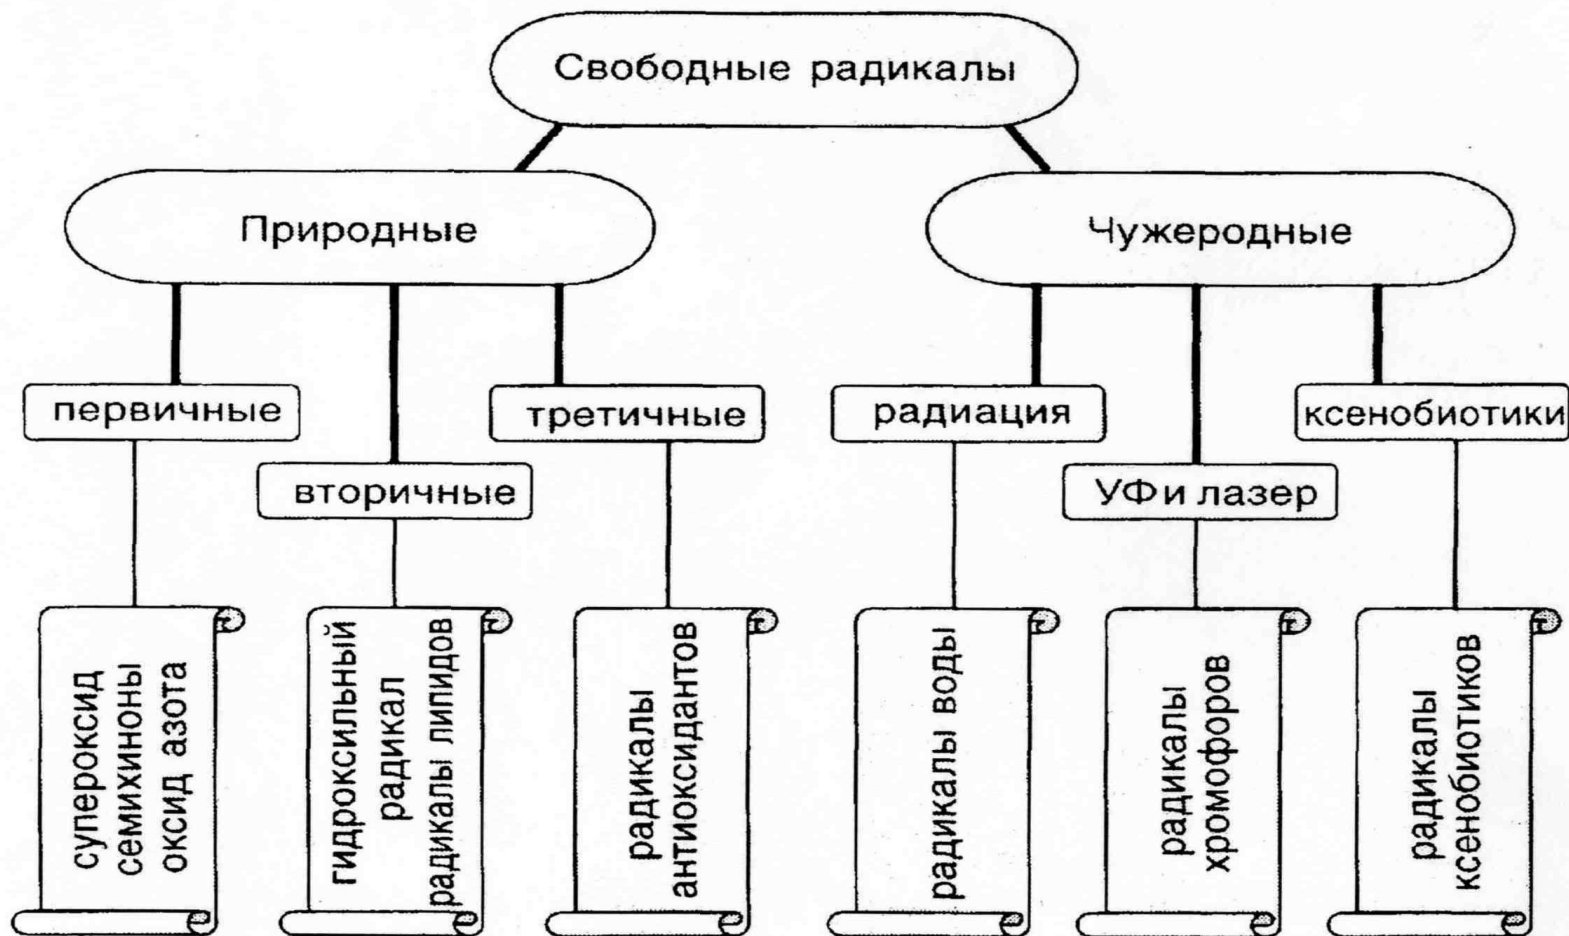 Свободные радикалы
Природные
Чужеродные
первичные
третичные
радиация
ксенобиотики
вторичные
УФи лазер
супероксид
семихиноны
оксид азота
гидроксильный
радикал
радикалы липидов
радикалы
антиоксидантов
радикалы воды
радикалы
хромофоров
радикалы
ксенобиотиков